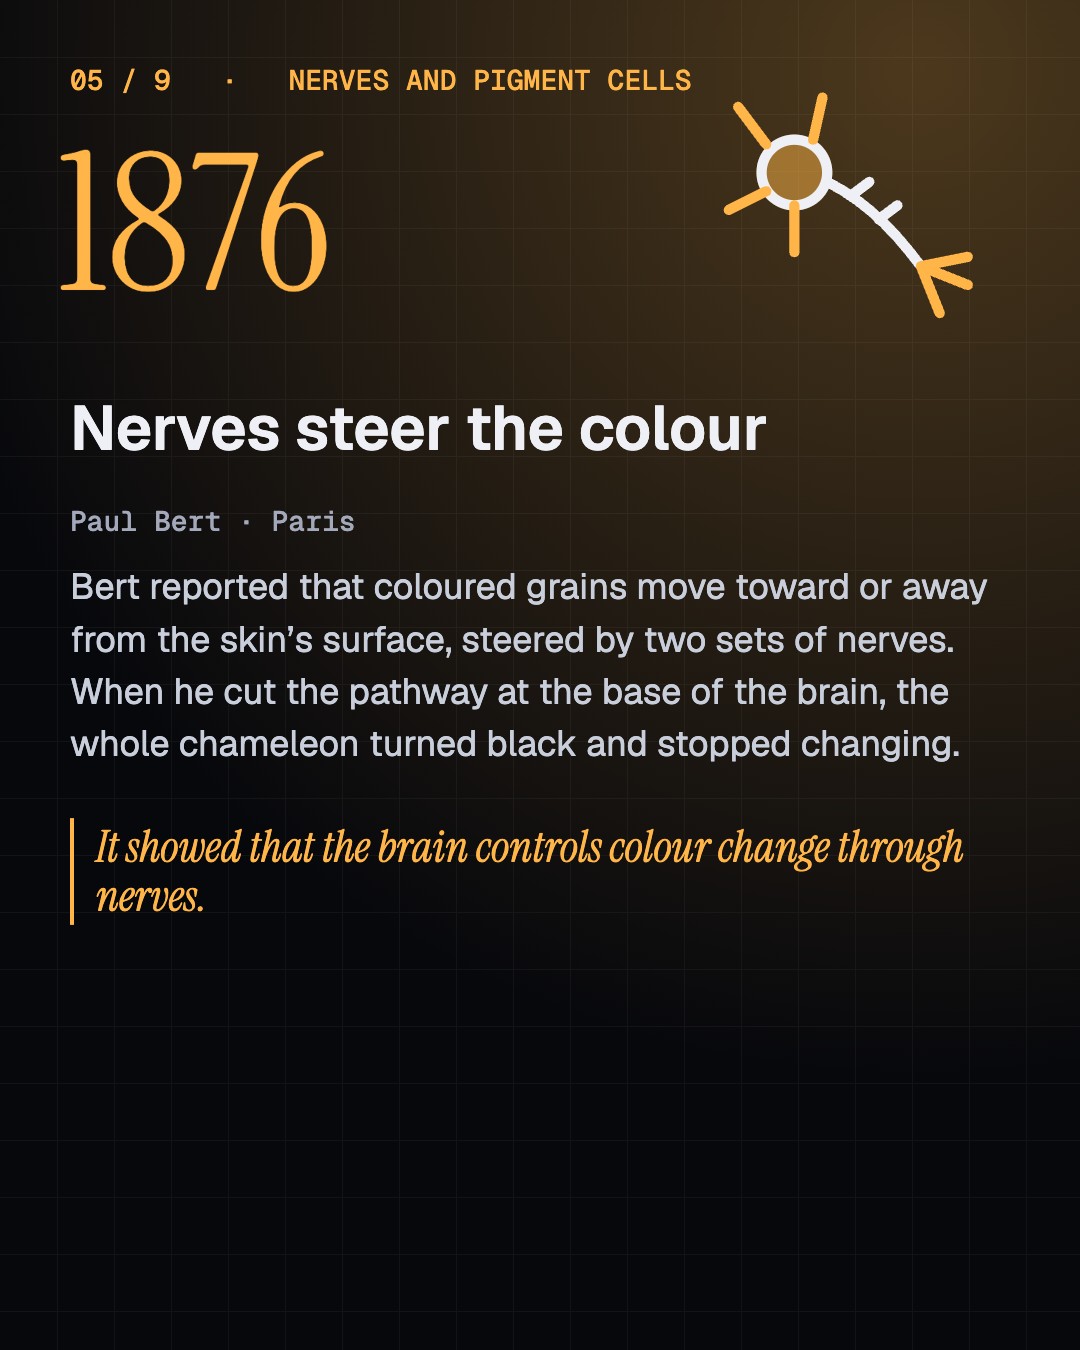 05 / 9 · NERVES AND PIGMENT CELLS
1876
Nerves steer the colour
Paul Bert · Paris
Bert reported that coloured grains move toward or away
from the skin’s surface, steered by two sets of nerves.
When he cut the pathway at the base of the brain, the
whole chameleon turned black and stopped changing.
It showed that the brain controls colour change through
nerves.